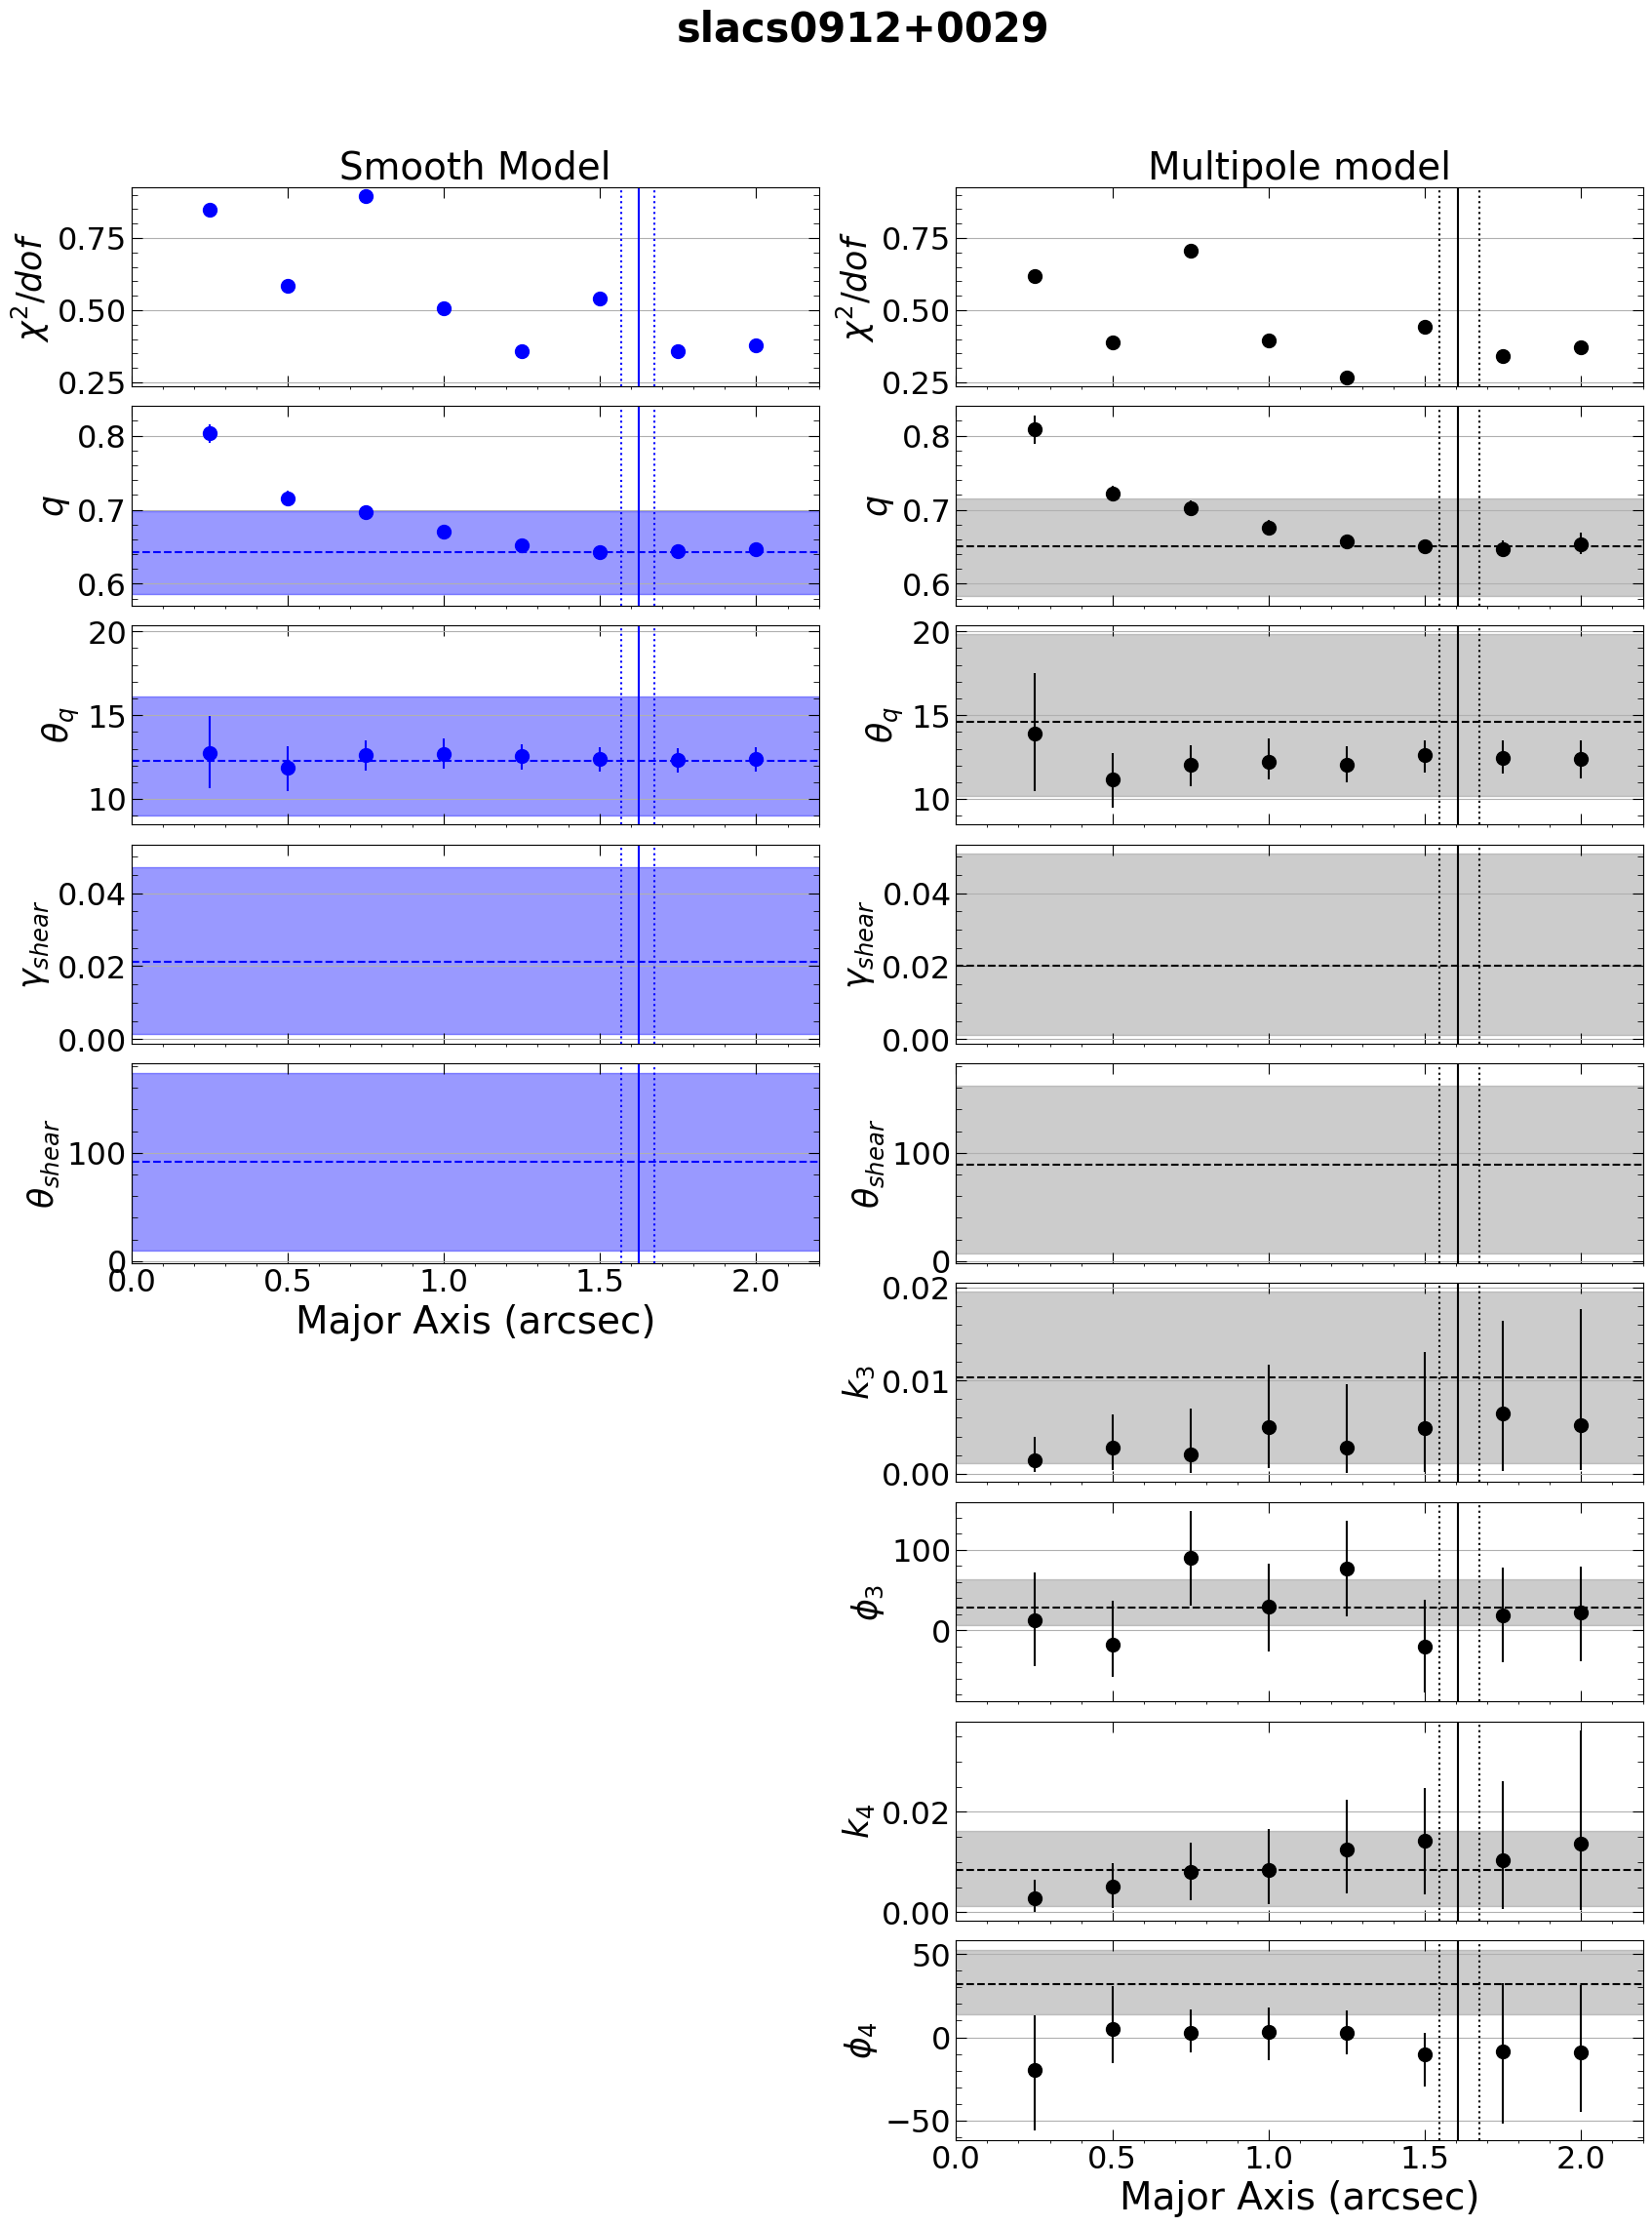 slacs0912+0029
Smooth Model
χ²/dof
0.75
0.50
0.25
q
0.8
0.7
0.6
θq
20
15
10
γshear
0.04
0.02
0.00
θshear
100
0
0.0 0.5 1.0 1.5 2.0
Major Axis (arcsec)
Multipole model
χ²/dof
0.75
0.50
0.25
q
0.8
0.7
0.6
θq
20
15
10
γshear
0.04
0.02
0.00
θshear
100
0
k3
0.02
0.01
0.00
ϕ3
100
0
k4
0.02
0.00
ϕ4
50
0
−50
0.0 0.5 1.0 1.5 2.0
Major Axis (arcsec)